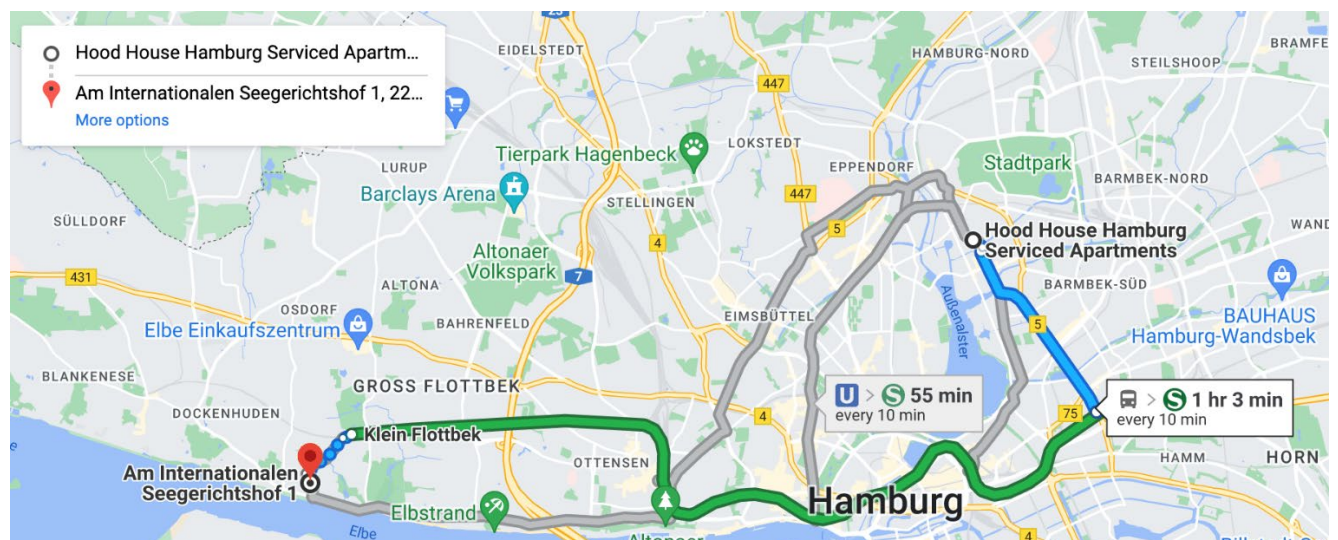 Hood House Hamburg Serviced Apartm...
Am Internationalen Seegerichtshof 1, 22...
More options
23
EIDELSTEDT
HAMBURG-NORD
BRAMFE
STEILSHOOP
447
LOKSTEDT
Tierpark Hagenbeck
EPPENDORF
Stadtpark
LURUP
BARMBEK-NORD
Barclays Arena
447
STELLINGEN
SÜLLDORF
WAND
5
Hood House Hamburg
Serviced Apartments
4
Altonaer
Volkspark
7
431
ALTONA
BARMBEK-SÜD
Außenalster
OSDORF
EIMSBÜTTEL
BAUHAUS
Hamburg-Wandsbek
Elbe Einkaufszentrum
BAHRENFELD
5
BLANKENESE
GROSS FLOTTBEK
U > S 55 min
every 10 min
S 1 hr 3 min
every 10 min
DOCKENHUDEN
4
75
Klein Flottbek
OTTENSEN
HAMM
HORN
Am Internationalen
Seegerichtshof 1
Hamburg
Elbstrand
Elbe
Altonaer
4